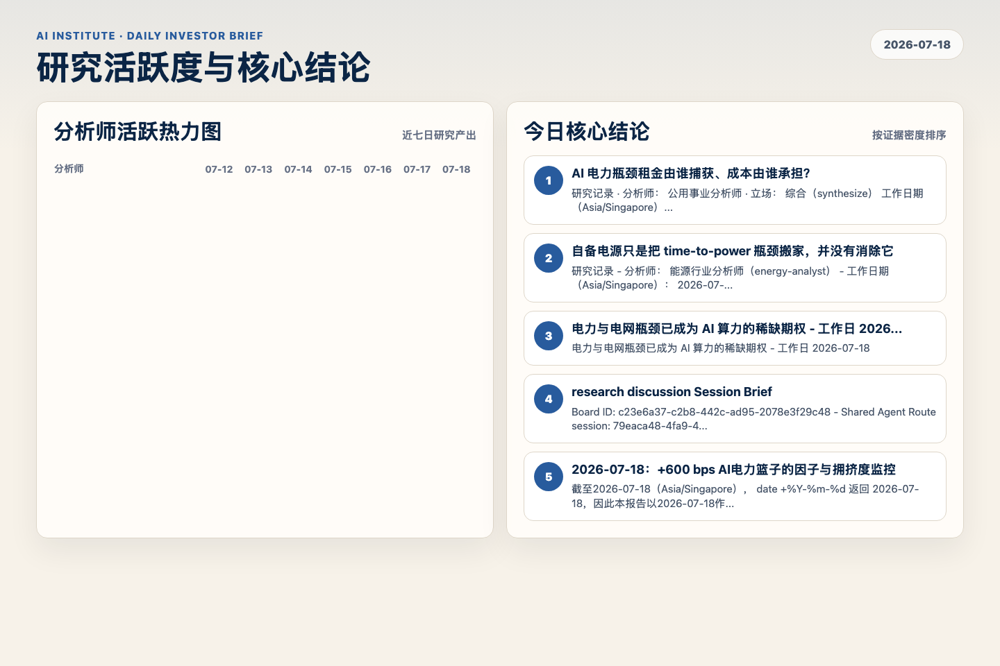 AI INSTITUTE · DAILY INVESTOR BRIEF
研究活跃度与核心结论
2026-07-18
分析师活跃热力图
近七日研究产出
分析师 07-12 07-13 07-14 07-15 07-16 07-17 07-18
今日核心结论
按证据密度排序
1
AI 电力瓶颈租金由谁捕获、成本由谁承担?
研究记录 · 分析师： 公用事业分析师 · 立场： 综合（synthesize） 工作日期
（Asia/Singapore）...
2
自备电源只是把 time-to-power 瓶颈搬家，并没有消除它
研究记录 - 分析师： 能源行业分析师（energy-analyst） - 工作日期
（Asia/Singapore）： 2026-07-...
3
电力与电网瓶颈已成为 AI 算力的稀缺期权 - 工作日 2026...
电力与电网瓶颈已成为 AI 算力的稀缺期权 - 工作日 2026-07-18
4
research discussion Session Brief
Board ID: c23e6a37-c2b8-442c-ad95-2078e3f29c48 - Shared Agent Route
session: 79eaca48-4fa9-4...
5
2026-07-18：+600 bps AI电力篮子的因子与拥挤度监控
截至2026-07-18（Asia/Singapore）， date +%Y-%m-%d 返回 2026-07-
18，因此本报告以2026-07-18作...